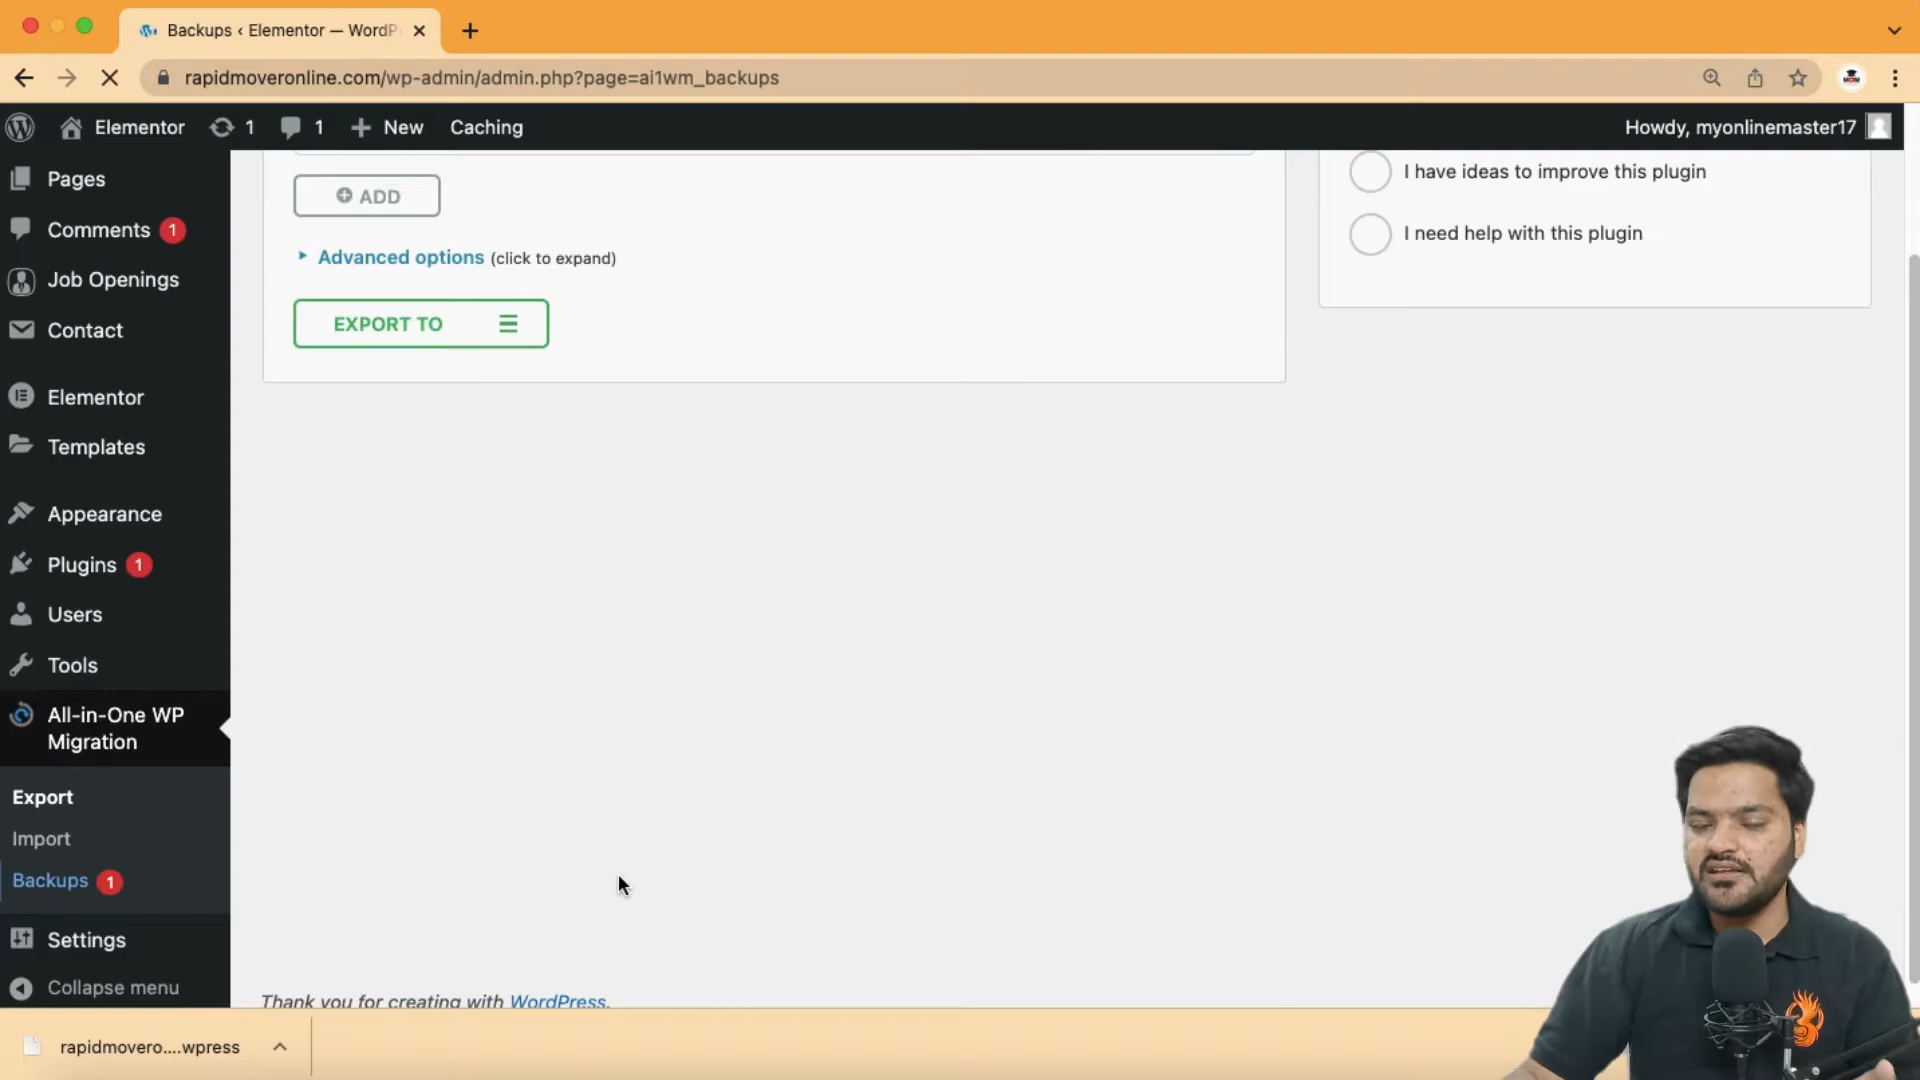 Backups ‹ Elementor — WordP
rapidmoveronline.com/wp-admin/admin.php?page=ai1wm_backups
Elementor
1
1
New
Caching
Howdy, myonlinemaster17
Pages
Comments 1
Job Openings
Contact
Elementor
Templates
Appearance
Plugins 1
Users
Tools
All-in-One WP
Migration
Export
Import
Backups 1
Settings
Collapse menu
ADD
Advanced options (click to expand)
EXPORT TO
I have ideas to improve this plugin
I need help with this plugin
Thank you for creating with WordPress.
rapidmovero....wpress